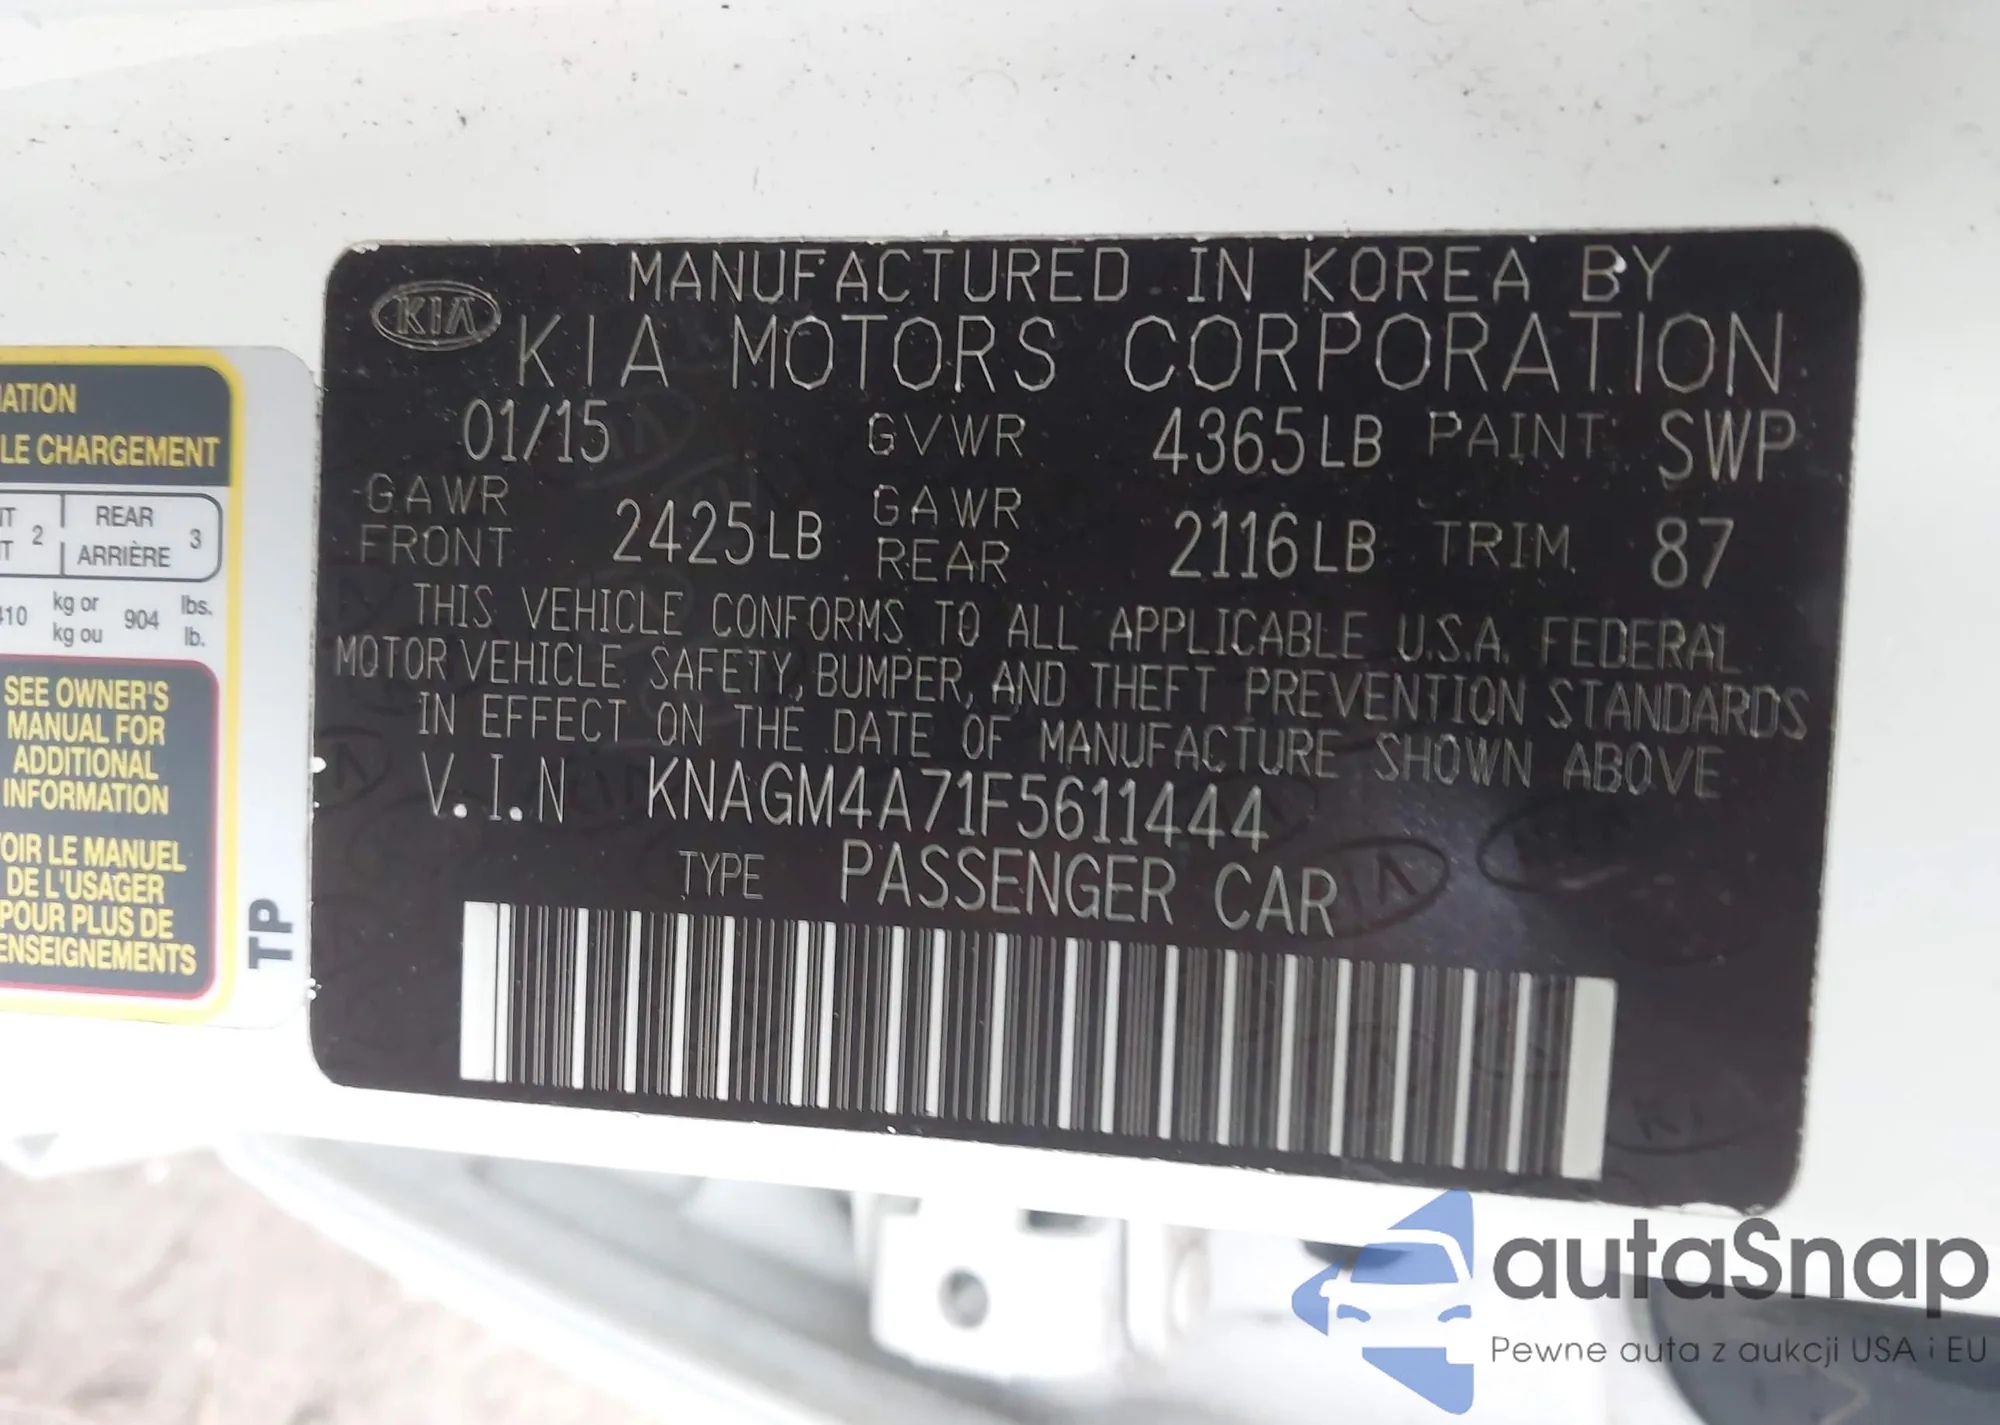 KIA
MANUFACTURED IN KOREA BY
KIA MOTORS CORPORATION
01/15 GVWR 4365LB PAINT SWP
GAWR FRONT 2425LB GAWR REAR 2116LB TRIM 87
THIS VEHICLE CONFORMS TO ALL APPLICABLE U.S.A. FEDERAL
MOTOR VEHICLE SAFETY, BUMPER, AND THEFT PREVENTION STANDARDS
IN EFFECT ON THE DATE OF MANUFACTURE SHOWN ABOVE
V.I.N KNAGM4A71F5611444
TYPE PASSENGER CAR
LE CHARGEMENT
2 REAR 3
ARRIÈRE
kg or 904 lbs.
kg ou lb.
SEE OWNER'S
MANUAL FOR
ADDITIONAL
INFORMATION
LE MANUEL
DE L'USAGER
POUR PLUS DE
ENSEIGNEMENTS
TP
autaSnap
Pewne auta z aukcji USA i EU